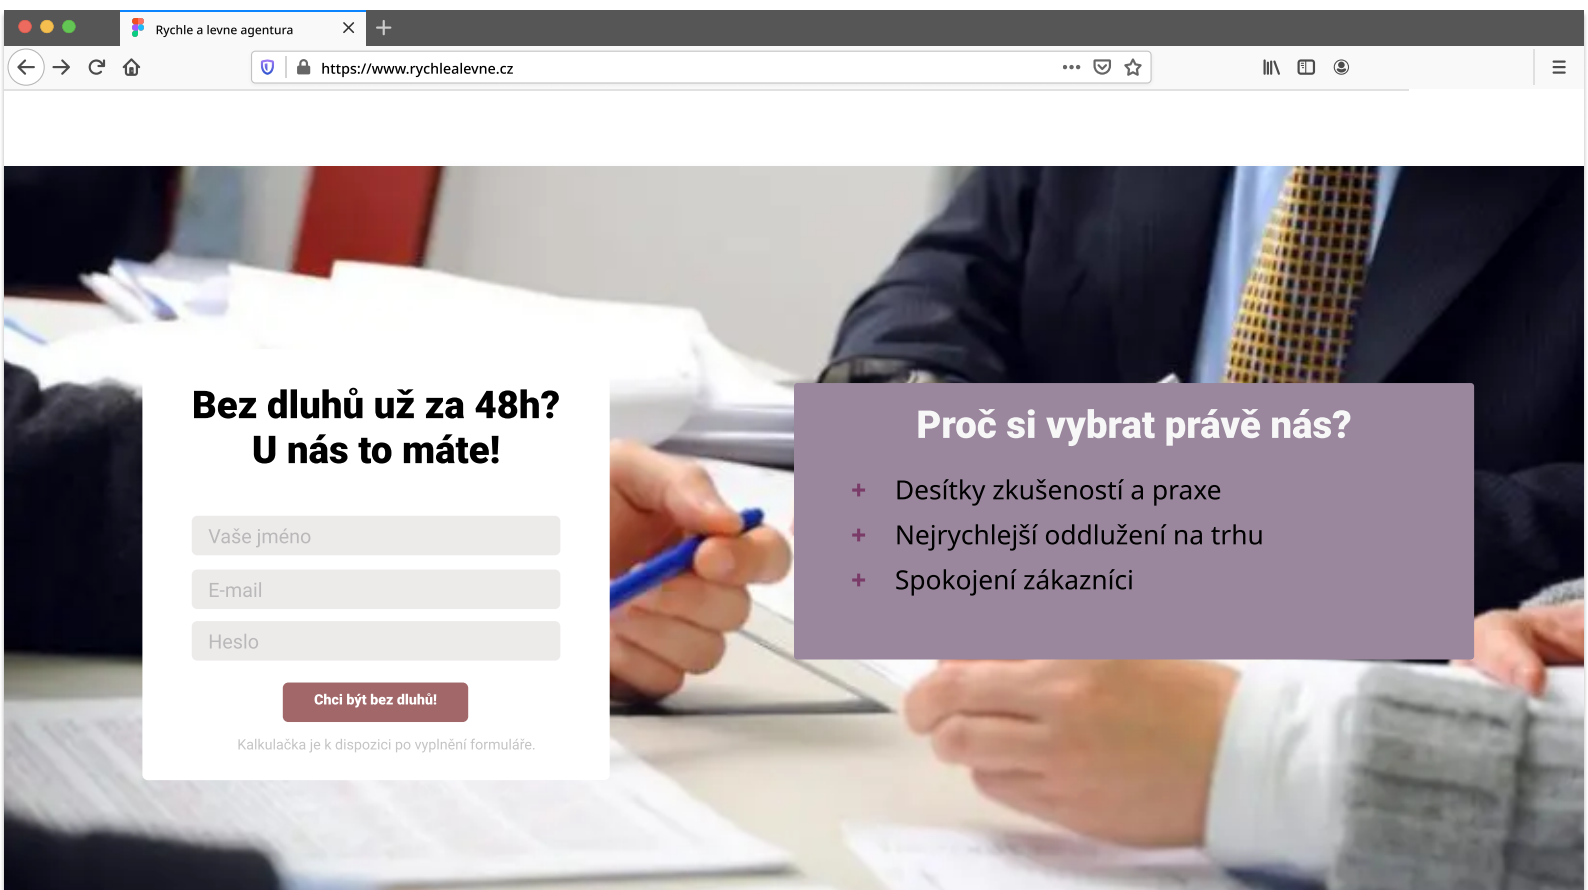 Rychle a levne agentura
https://www.rychlealevne.cz
Bez dluhů už za 48h?
U nás to máte!
Vaše jméno
E-mail
Heslo
Chci být bez dluhů!
Kalkulačka je k dispozici po vyplnění formuláře.
Proč si vybrat právě nás?
+ Desítky zkušeností a praxe
+ Nejrychlejší oddlužení na trhu
+ Spokojení zákazníci